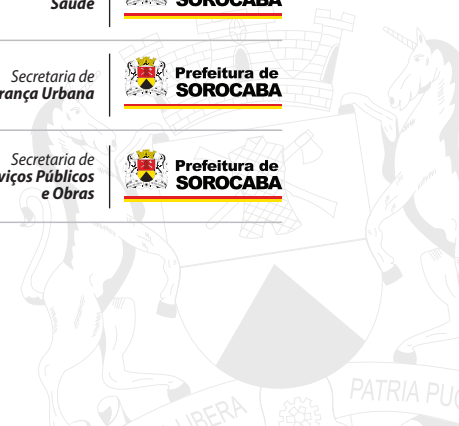 Saúde
SOROCABA
Secretaria de
rança Urbana
Prefeitura de
SOROCABA
Secretaria de
viços Públicos
e Obras
Prefeitura de
SOROCABA
PATRIA PU
LIBERA